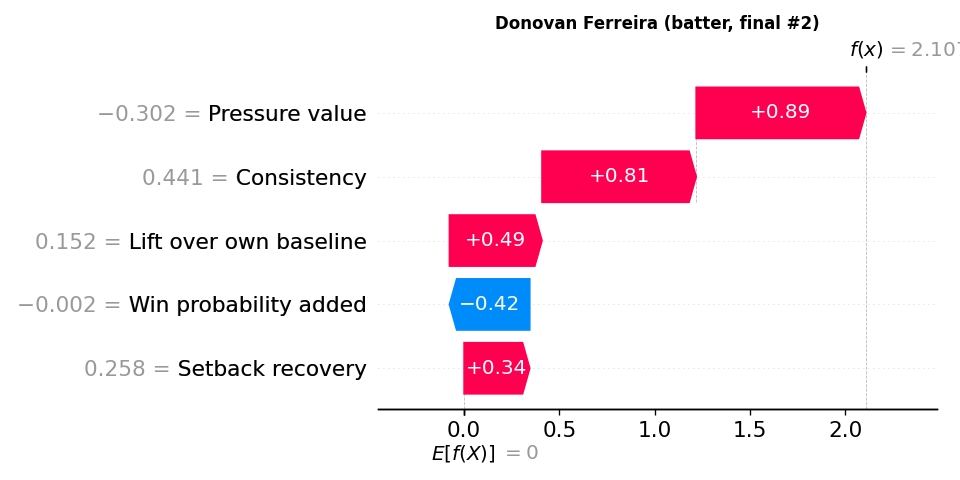 Donovan Ferreira (batter, final #2)
f(x) = 2.107
−0.302 = Pressure value
+0.89
0.441 = Consistency
+0.81
0.152 = Lift over own baseline
+0.49
−0.002 = Win probability added
−0.42
0.258 = Setback recovery
+0.34
0.0 0.5 1.0 1.5 2.0
E[f(X)] = 0